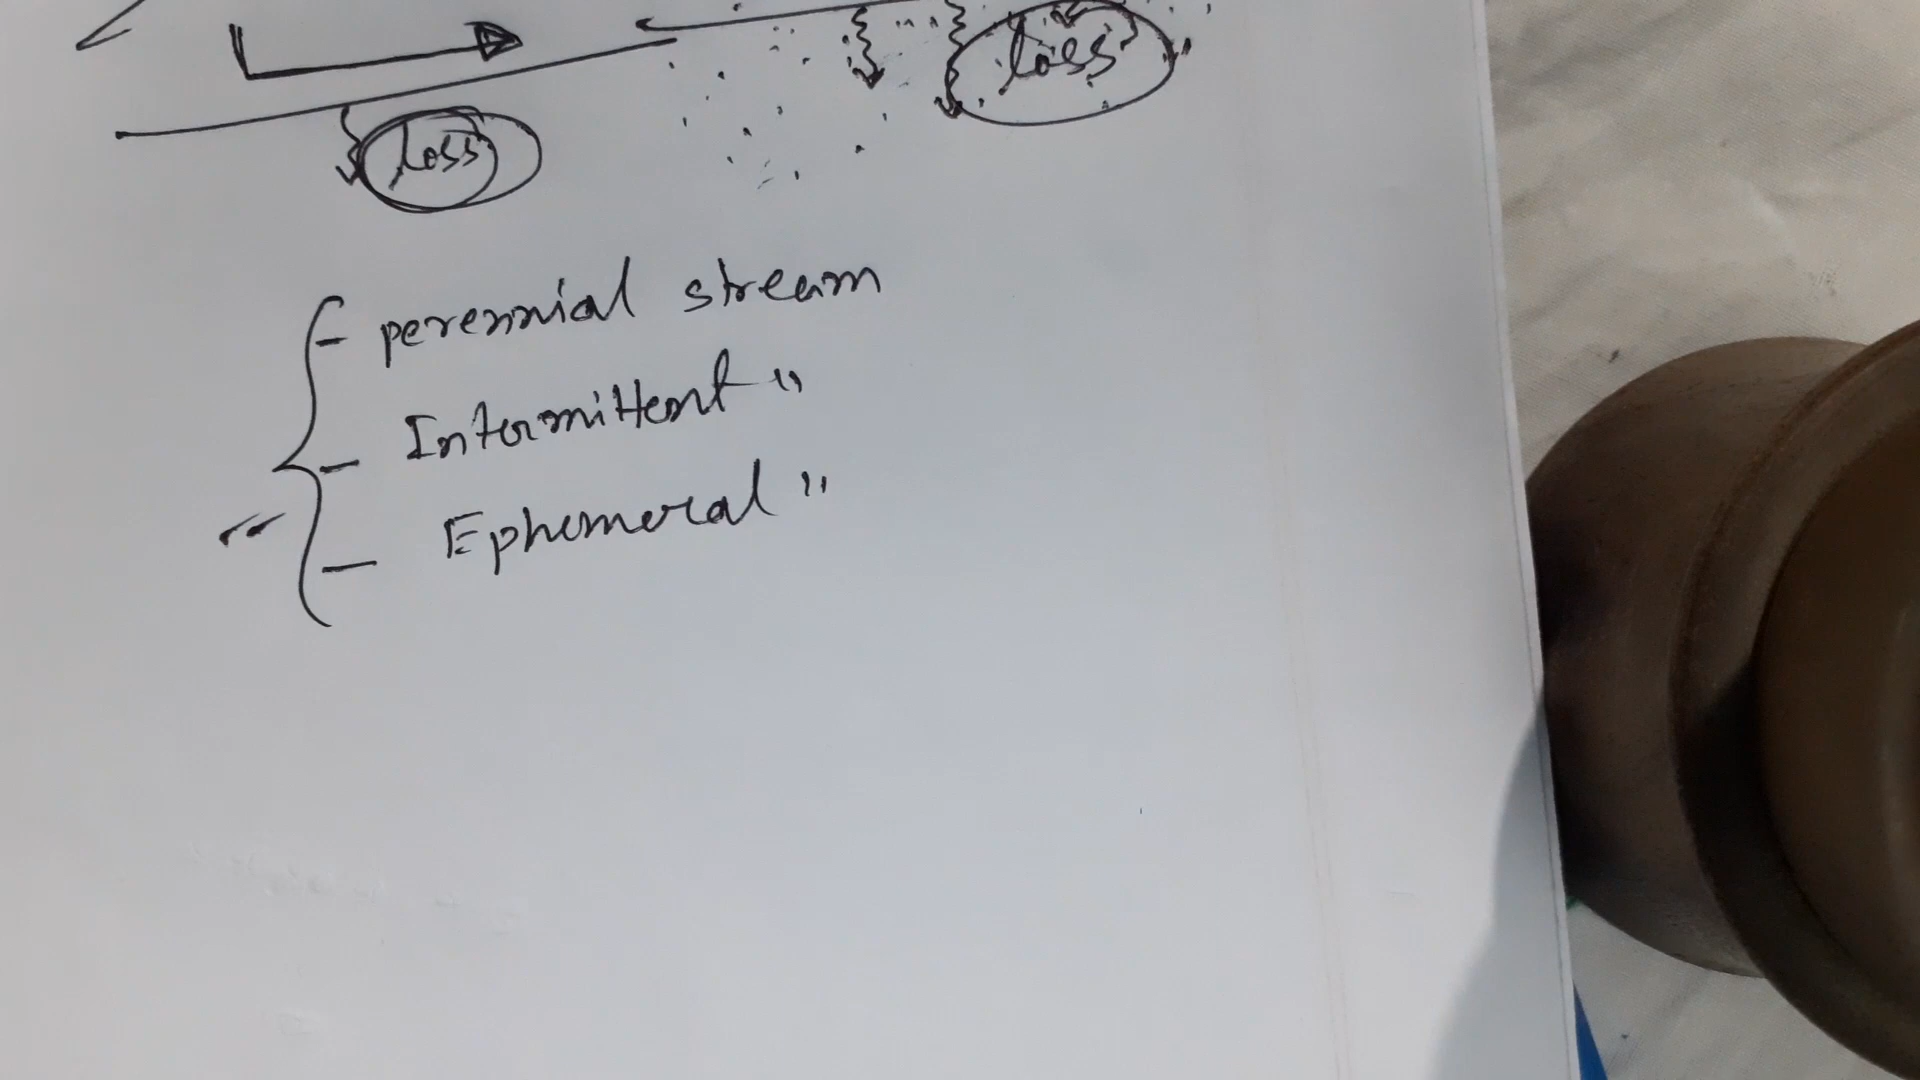 loss
loss
- perennial stream
- Intermittent "
- Ephemeral "